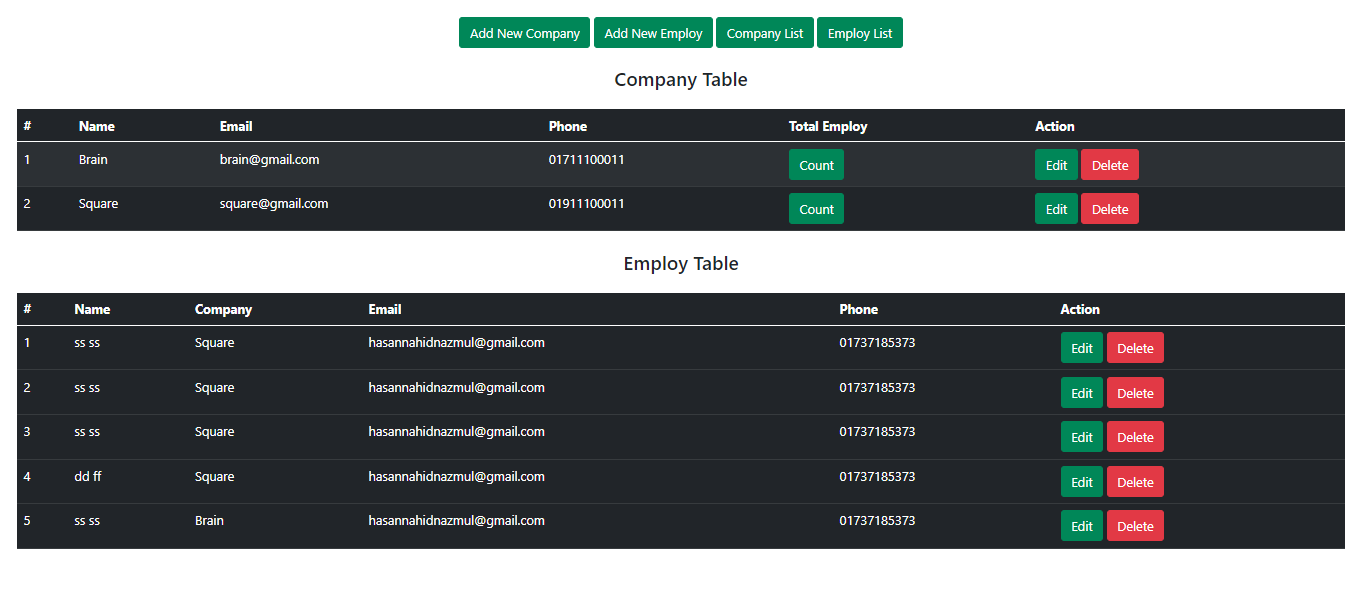 Add New Company Add New Employ Company List Employ List
Company Table
# Name Email Phone Total Employ Action
1 Brain brain@gmail.com 01711100011 Count Edit Delete
2 Square square@gmail.com 01911100011 Count Edit Delete
Employ Table
# Name Company Email Phone Action
1 ss ss Square hasannahidnazmul@gmail.com 01737185373 Edit Delete
2 ss ss Square hasannahidnazmul@gmail.com 01737185373 Edit Delete
3 ss ss Square hasannahidnazmul@gmail.com 01737185373 Edit Delete
4 dd ff Square hasannahidnazmul@gmail.com 01737185373 Edit Delete
5 ss ss Brain hasannahidnazmul@gmail.com 01737185373 Edit Delete